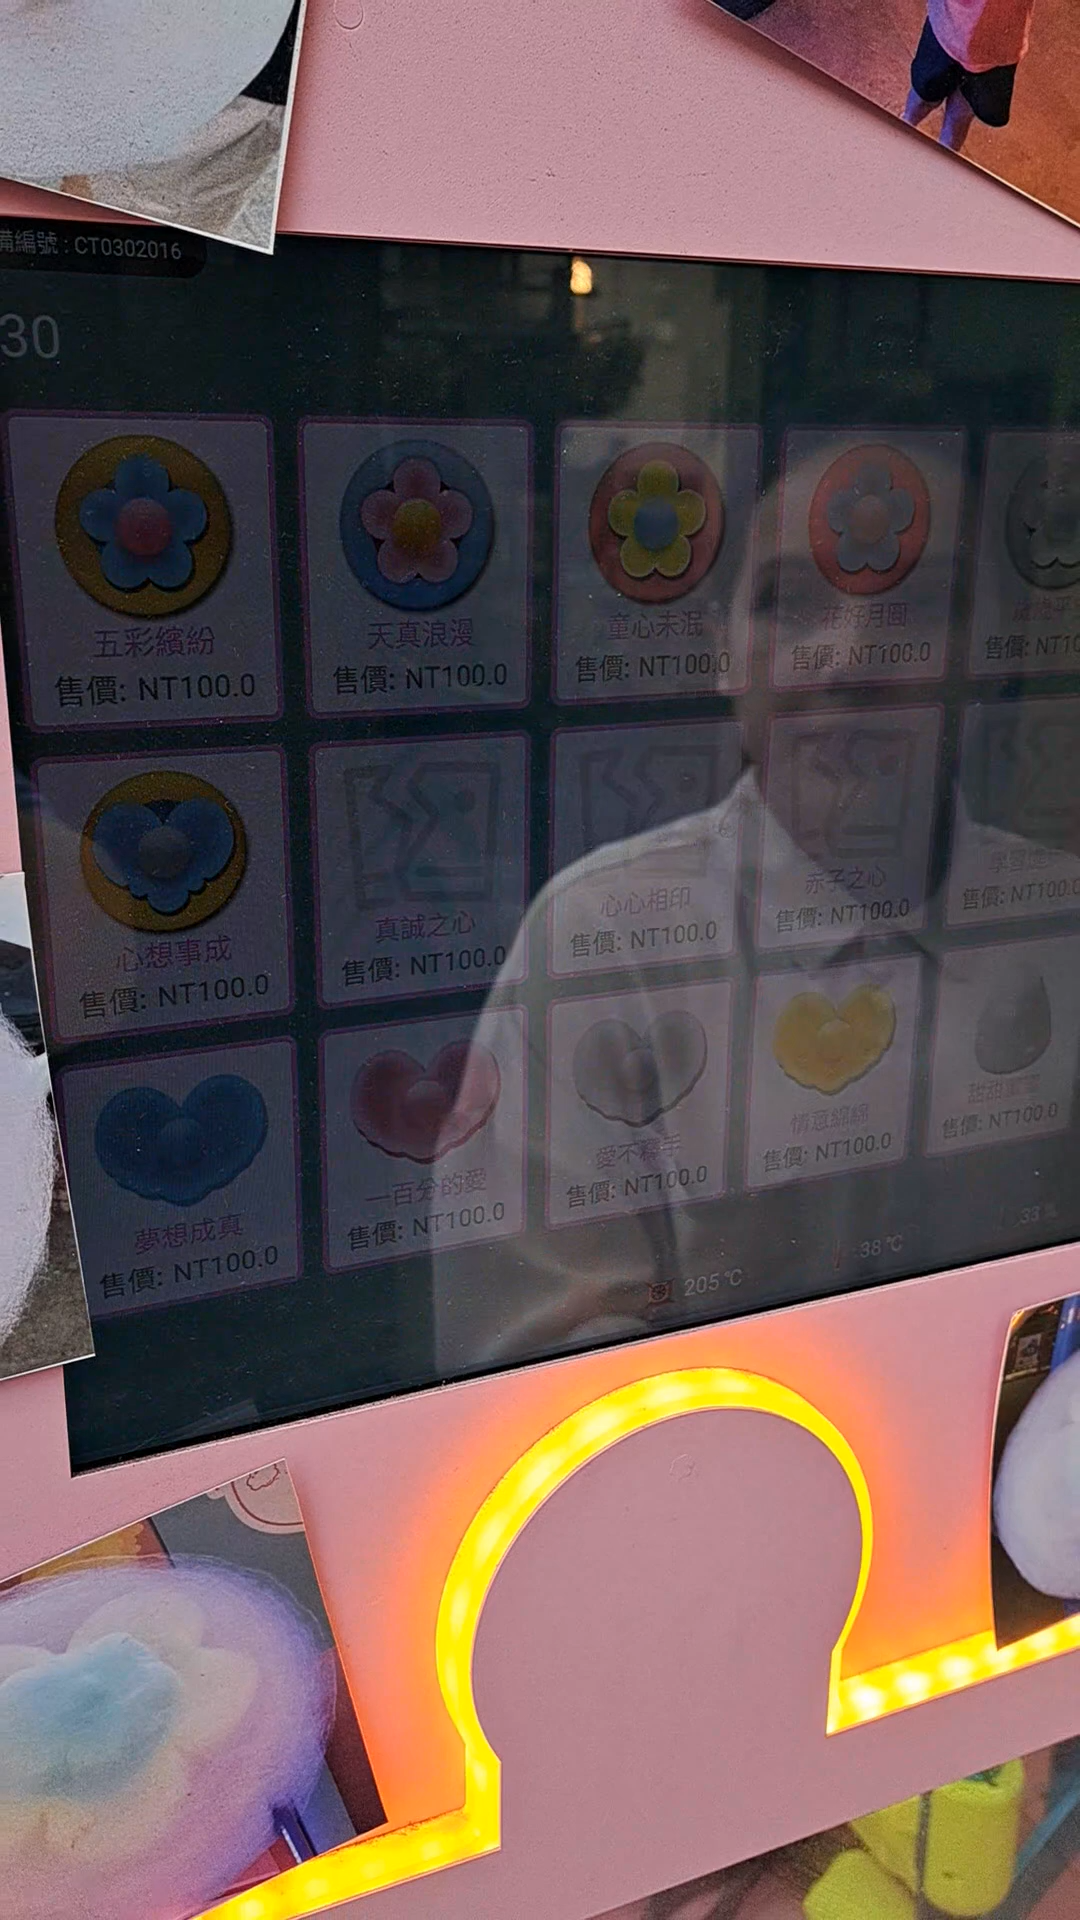 備編號 : CT0302016
30
五彩繽紛
售價: NT100.0
天真浪漫
售價: NT100.0
童心未泯
售價: NT100.0
花好月圓
售價: NT100.0
售價: NT10
心想事成
售價: NT100.0
真誠之心
售價: NT100.0
心心相印
售價: NT100.0
赤子之心
售價: NT100.0
售價: NT100.0
夢想成真
售價: NT100.0
一百分的愛
售價: NT100.0
愛不釋手
售價: NT100.0
情意綿綿
售價: NT100.0
甜甜蜜蜜
售價: NT100.0
205℃
38℃
33